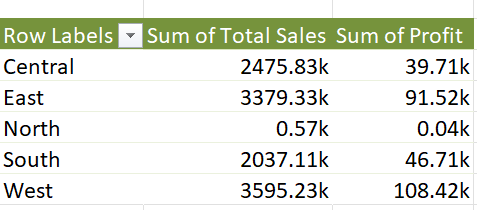 Row Labels Sum of Total Sales Sum of Profit
Central 2475.83k 39.71k
East 3379.33k 91.52k
North 0.57k 0.04k
South 2037.11k 46.71k
West 3595.23k 108.42k